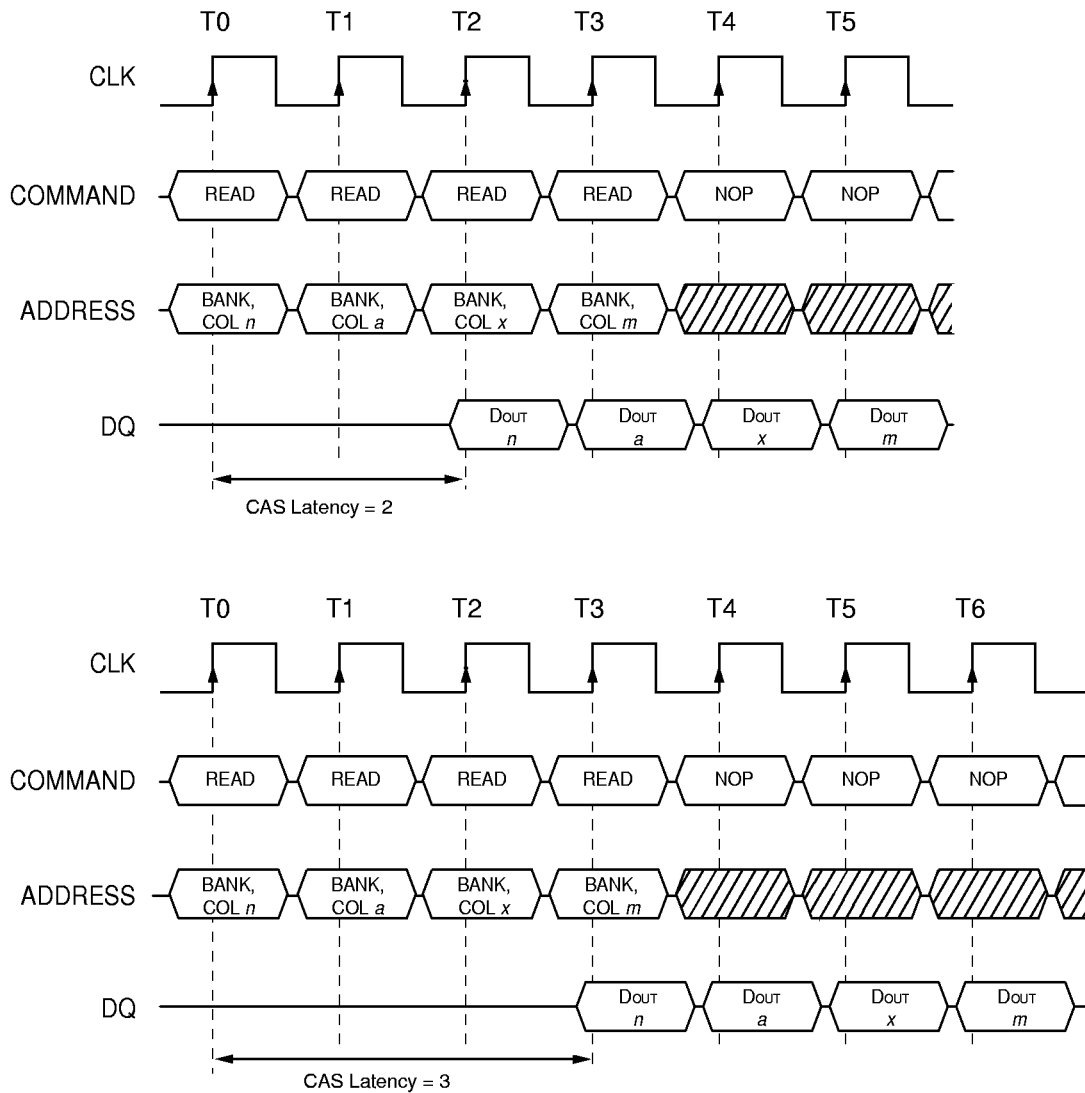 T0 T1 T2 T3 T4 T5
CLK
COMMAND READ READ READ READ NOP NOP
ADDRESS BANK, COL n BANK, COL a BANK, COL x BANK, COL m
DQ DOUT n DOUT a DOUT x DOUT m
CAS Latency = 2
T0 T1 T2 T3 T4 T5 T6
CLK
COMMAND READ READ READ READ NOP NOP NOP
ADDRESS BANK, COL n BANK, COL a BANK, COL x BANK, COL m
DQ DOUT n DOUT a DOUT x DOUT m
CAS Latency = 3